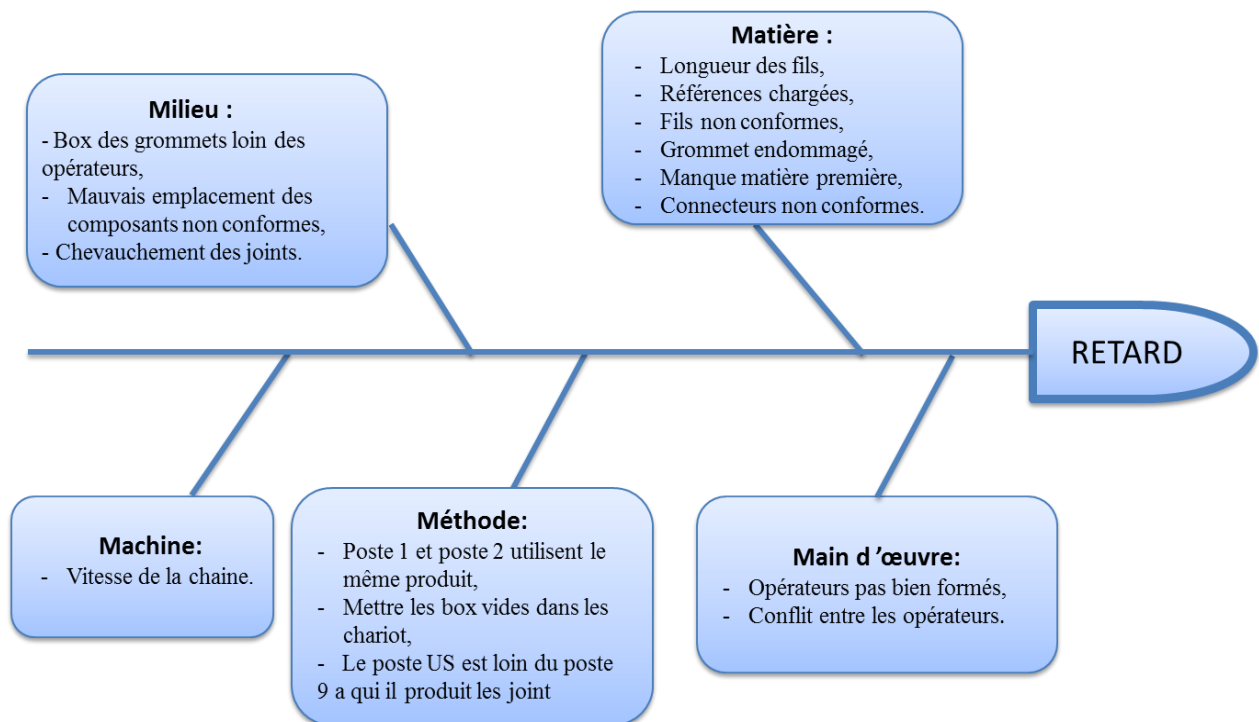 Milieu :
- Box des grommets loin des
opérateurs,
- Mauvais emplacement des
composants non conformes,
- Chevauchement des joints.
Matière :
- Longueur des fils,
- Références chargées,
- Fils non conformes,
- Grommet endommagé,
- Manque matière première,
- Connecteurs non conformes.
RETARD
Machine:
- Vitesse de la chaine.
Méthode:
- Poste 1 et poste 2 utilisent le
même produit,
- Mettre les box vides dans les
chariot,
- Le poste US est loin du poste
9 a qui il produit les joint
Main d ’œuvre:
- Opérateurs pas bien formés,
- Conflit entre les opérateurs.